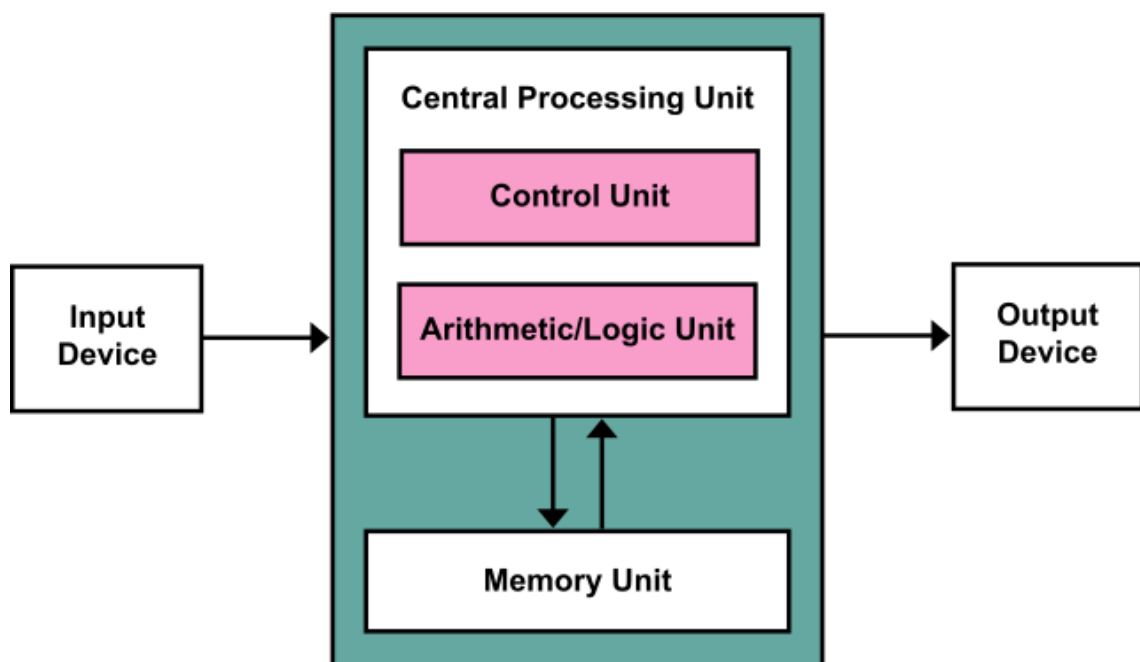 Central Processing Unit
Control Unit
Arithmetic/Logic Unit
Input
Device
Output
Device
Memory Unit